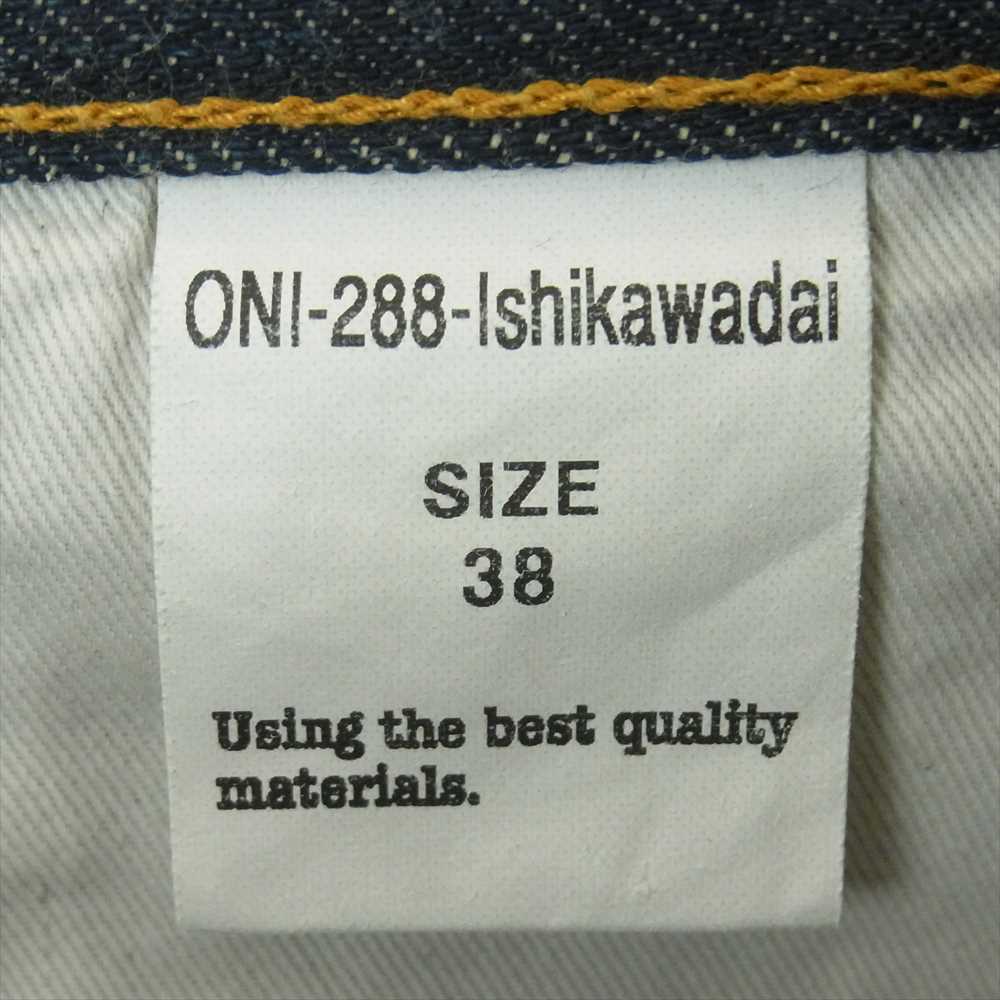 ONI-288-Ishikawadai
SIZE
38
Using the best quality
materials.